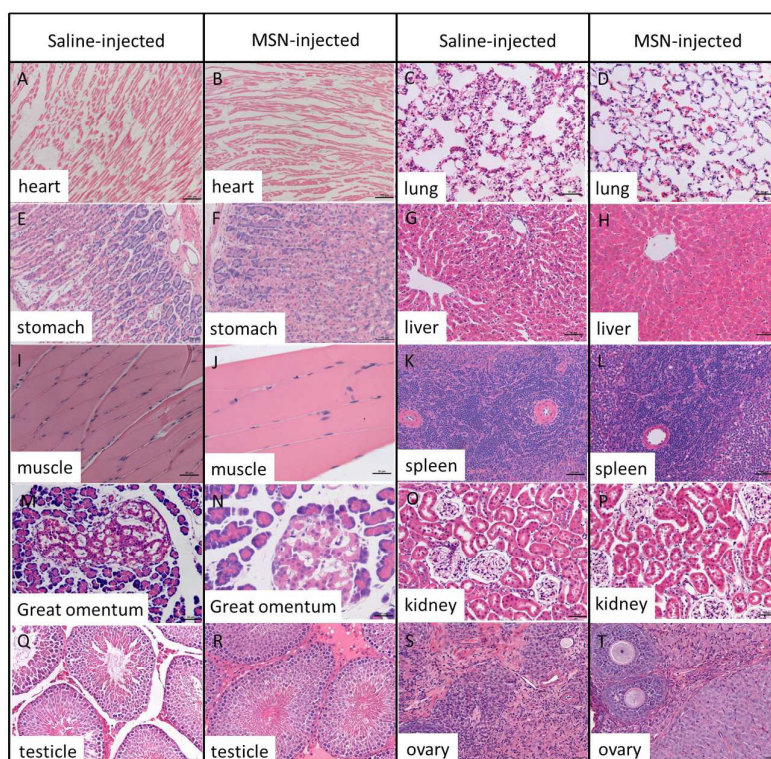 Saline-injected MSN-injected Saline-injected MSN-injected
A B C D
heart heart lung lung
E F G H
stomach stomach liver liver
I J K L
muscle muscle spleen spleen
M N O P
Great omentum Great omentum kidney kidney
Q R S T
testicle testicle ovary ovary